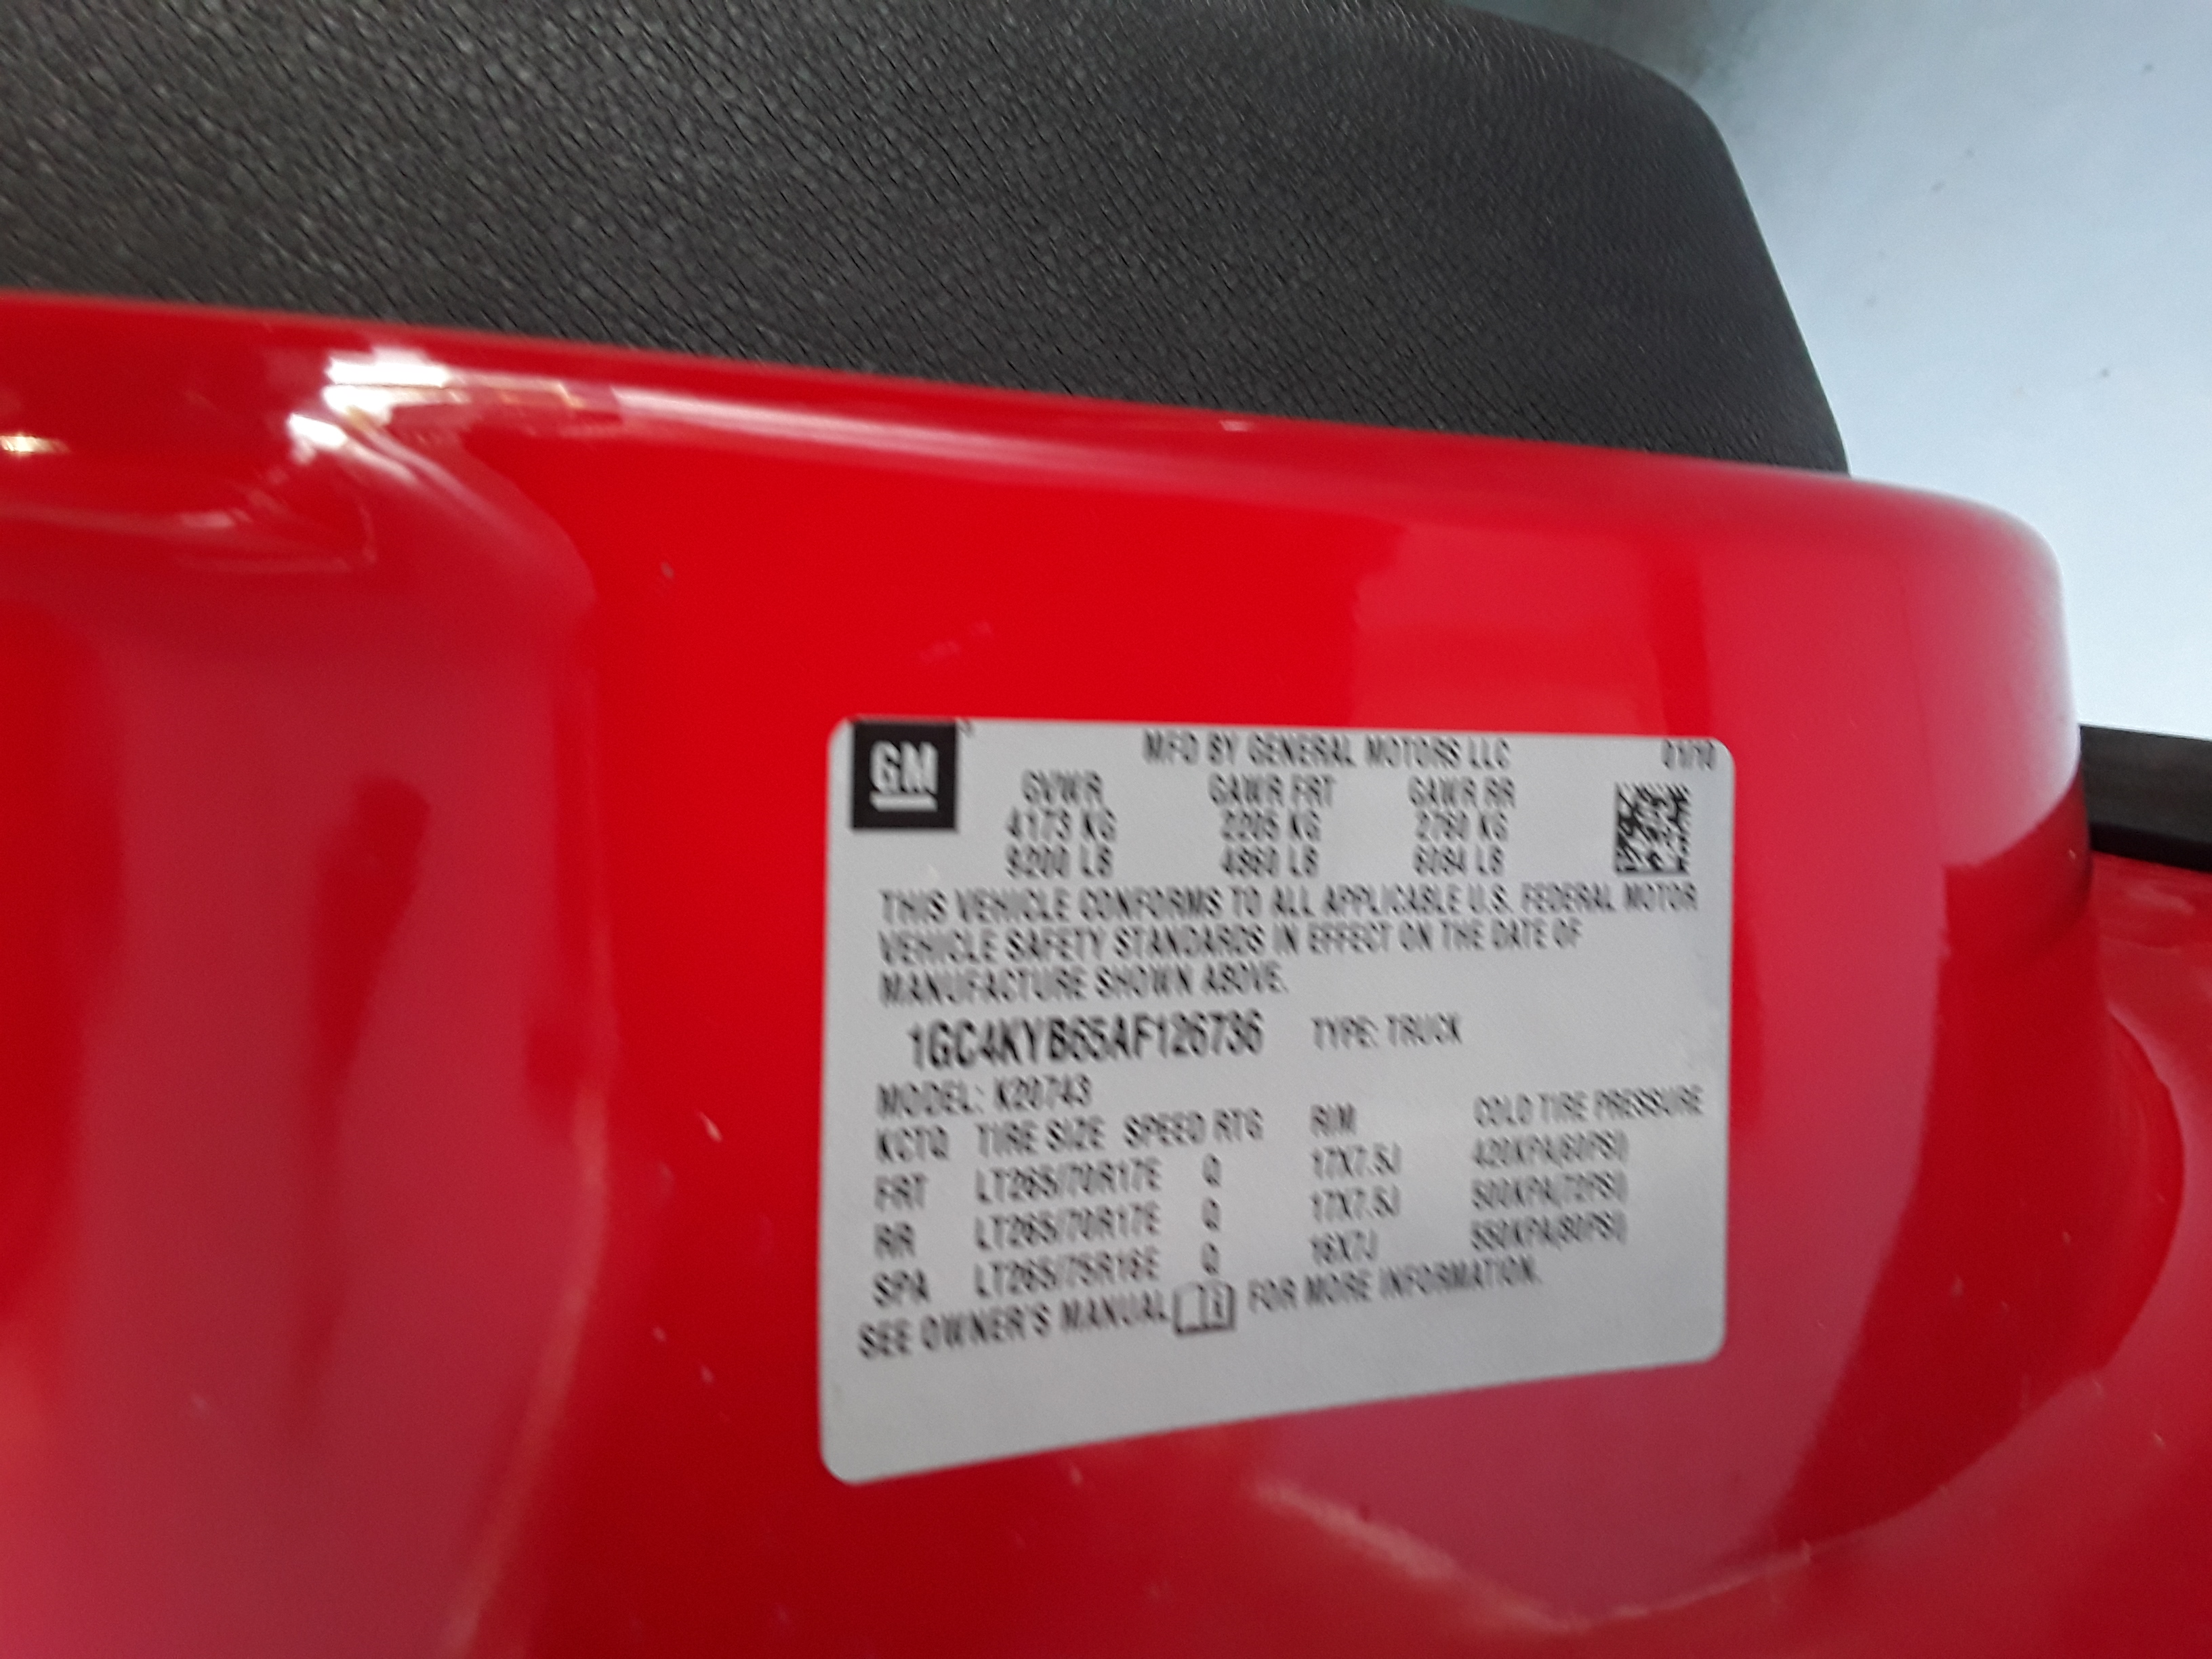 GM
MFD BY GENERAL MOTORS LLC 01/10
GVWR GAWR FRT GAWR RR
4173 KG 2205 KG 2760 KG
9200 LB 4860 LB 6084 LB
THIS VEHICLE CONFORMS TO ALL APPLICABLE U.S. FEDERAL MOTOR
VEHICLE SAFETY STANDARDS IN EFFECT ON THE DATE OF
MANUFACTURE SHOWN ABOVE.
1GC4KYB65AF126736 TYPE: TRUCK
MODEL: K20743
KCTQ TIRE SIZE SPEED RTG RIM COLD TIRE PRESSURE
FRT LT265/70R17E Q 17X7.5J 420KPA(60PSI)
RR LT265/70R17E Q 17X7.5J 500KPA(72PSI)
SPA LT265/75R16E Q 16X7J 550KPA(80PSI)
SEE OWNER'S MANUAL FOR MORE INFORMATION.